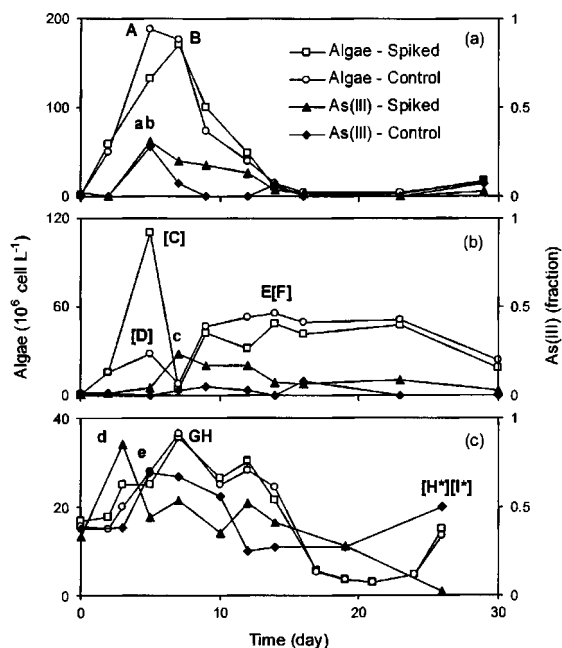 200
150
100
50
0
A
B
ab
(a)
Algae - Spiked
Algae - Control
As(III) - Spiked
As(III) - Control
1
0.5
0
120
60
0
[C]
[D]
c
E[F]
(b)
1
0.5
0
Algae (10⁶ cell L⁻¹)
As(III) (fraction)
40
20
0
d
e
GH
[H*][I*]
(c)
1
0.5
0
0
10
20
30
Time (day)